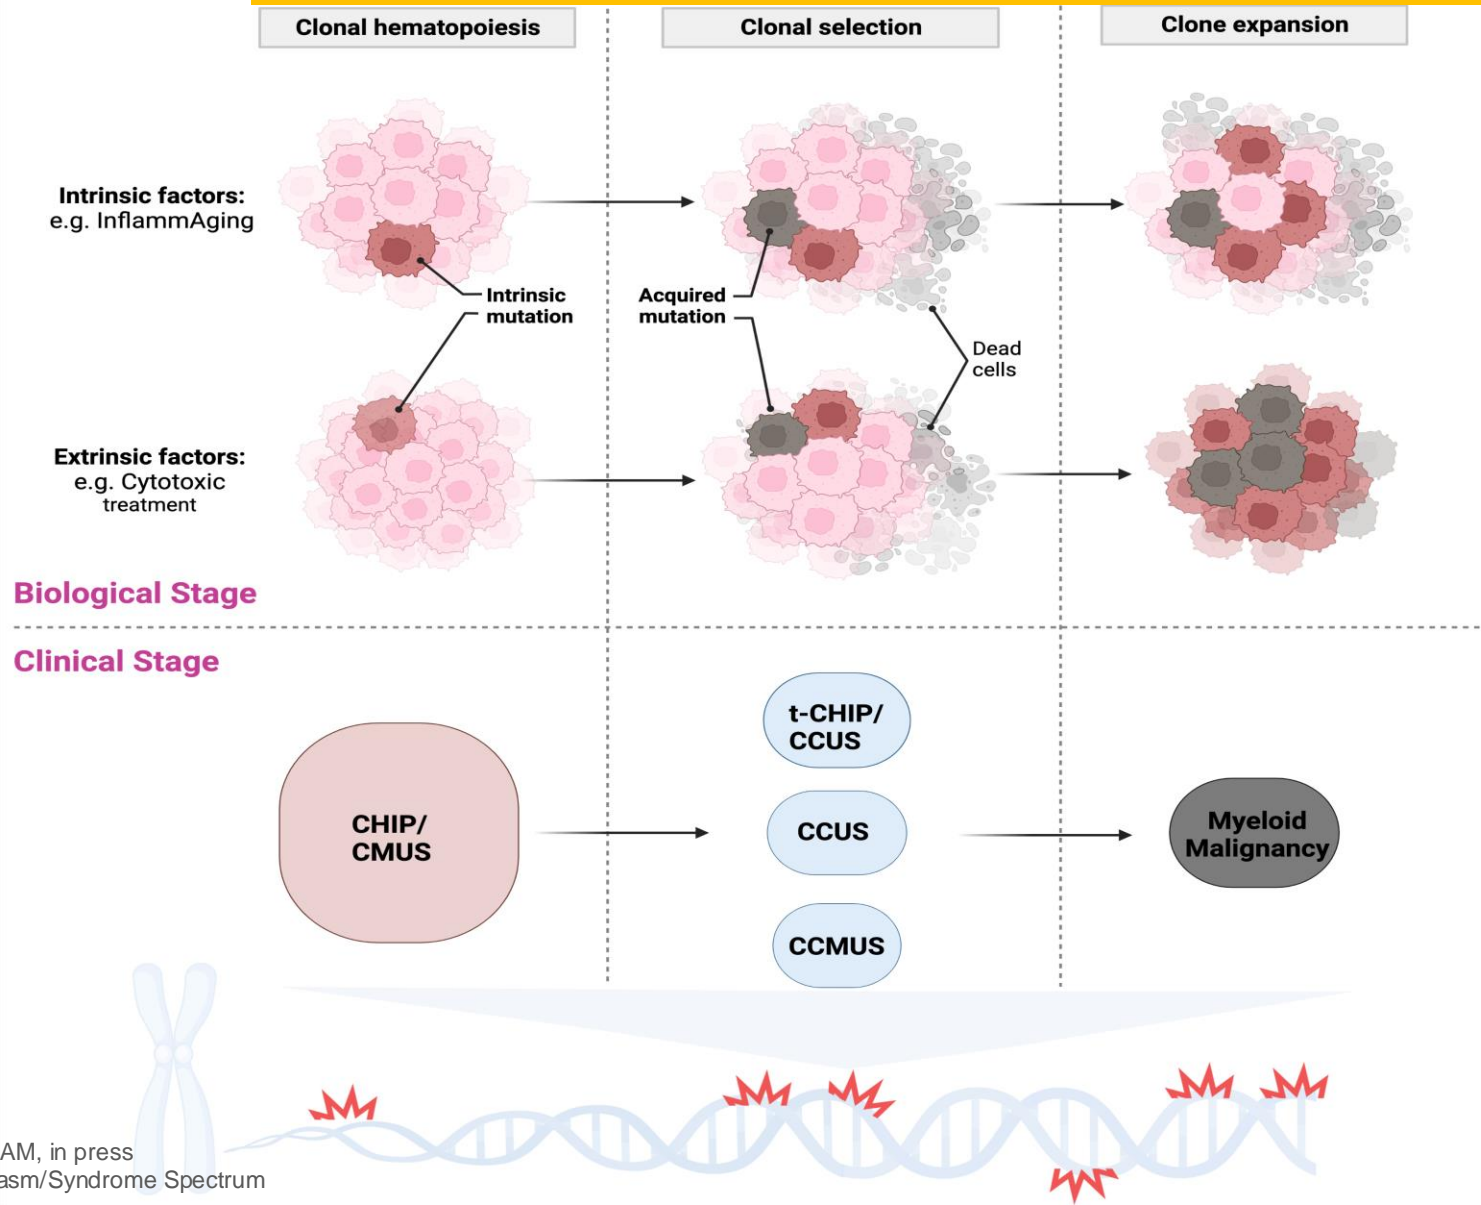 Clonal hematopoiesis
Clonal selection
Clone expansion
Intrinsic factors:
e.g. InflammAging
Intrinsic
mutation
Acquired
mutation
Dead
cells
Extrinsic factors:
e.g. Cytotoxic
treatment
Biological Stage
Clinical Stage
CHIP/
CMUS
t-CHIP/
CCUS
CCUS
CCMUS
Myeloid
Malignancy
AM, in press
asm/Syndrome Spectrum